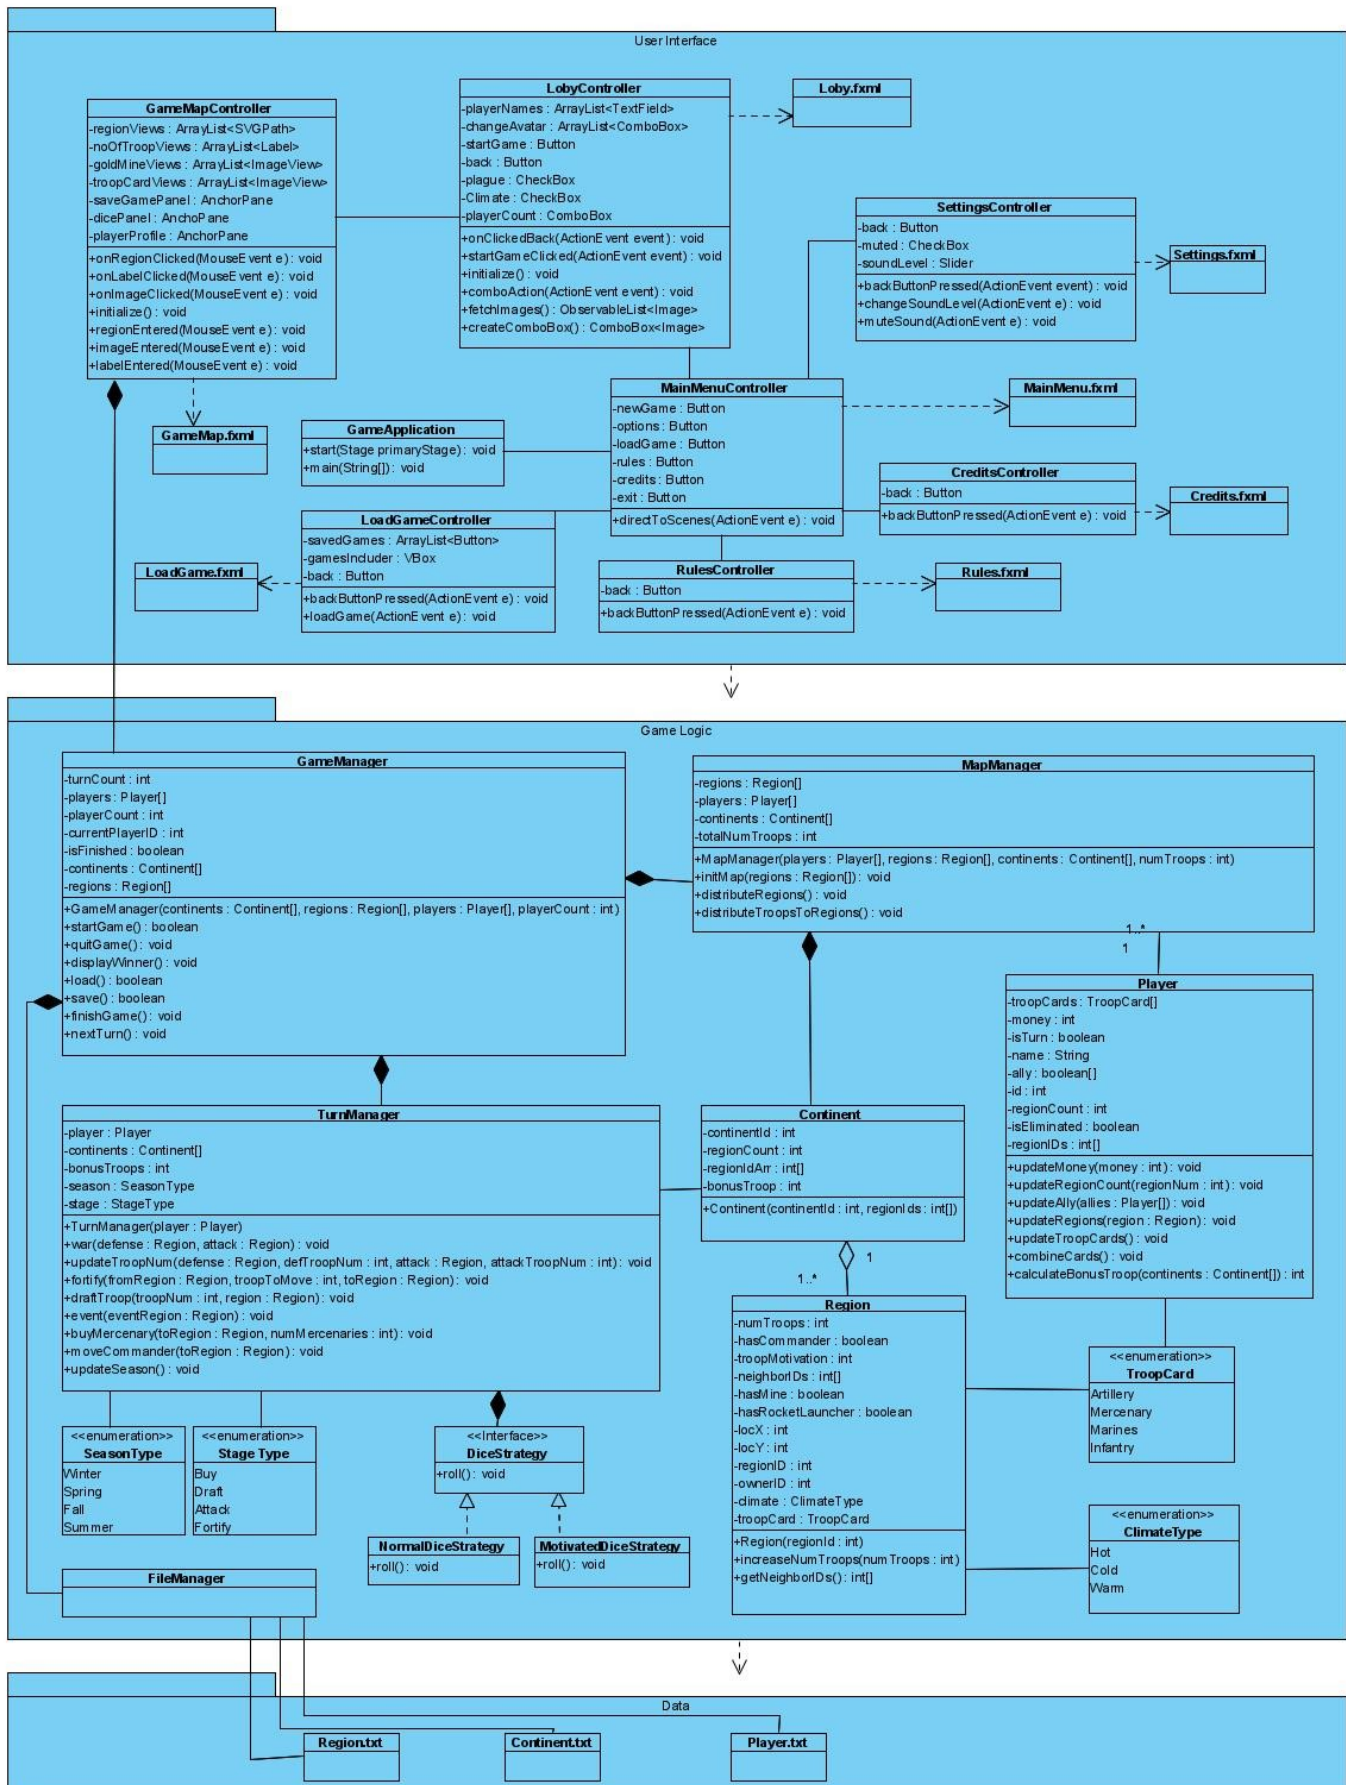 User Interface
GameMapController
-regionViews : ArrayList<SVGPath>
-noOfTroopViews : ArrayList<Label>
-goldMineViews : ArrayList<ImageView>
-troopCardViews : ArrayList<ImageView>
-saveGamePanel : AnchorPane
-dicePanel : AnchoPane
-playerProfile : AnchorPane
+onRegionClicked(MouseEvent e) : void
+onLabelClicked(MouseEvent e) : void
+onImageClicked(MouseEvent e) : void
+initialize() : void
+regionEntered(MouseEvent e) : void
+imageEntered(MouseEvent e) : void
+labelEntered(MouseEvent e) : void
LobyController
-playerNames : ArrayList<TextField>
-changeAvatar : ArrayList<ComboBox>
-startGame : Button
-back : Button
-plague : CheckBox
-Climate : CheckBox
-playerCount : ComboBox
+onClickedBack(ActionEvent event) : void
+startGameClicked(ActionEvent event) : void
+initialize() : void
+comboAction(ActionEvent event) : void
+fetchImages() : ObservableList<Image>
+createComboBox() : ComboBox<Image>
Loby.fxml
SettingsController
-back : Button
-muted : CheckBox
-soundLevel : Slider
+backButtonPressed(ActionEvent event) : void
+changeSoundLevel(ActionEvent e) : void
+muteSound(ActionEvent e) : void
Settings.fxml
GameMap.fxml
GameApplication
+start(Stage primaryStage) : void
+main(String[]) : void
MainMenuController
-newGame : Button
-options : Button
-loadGame : Button
-rules : Button
-credits : Button
-exit : Button
+directToScenes(ActionEvent e) : void
MainMenu.fxml
CreditsController
-back : Button
+backButtonPressed(ActionEvent e) : void
Credits.fxml
LoadGameController
-savedGames : ArrayList<Button>
-gamesIncluder : VBox
-back : Button
+backButtonPressed(ActionEvent e) : void
+loadGame(ActionEvent e) : void
LoadGame.fxml
RulesController
-back : Button
+backButtonPressed(ActionEvent e) : void
Rules.fxml
Game Logic
GameManager
-turnCount : int
-players : Player[]
-playerCount : int
-currentPlayerID : int
-isFinished : boolean
-continents : Continent[]
-regions : Region[]
+GameManager(continents : Continent[], regions : Region[], players : Player[], playerCount : int)
+startGame() : boolean
+quitGame() : void
+displayWinner() : void
+load() : boolean
+save() : boolean
+finishGame() : void
+nextTurn() : void
MapManager
-regions : Region[]
-players : Player[]
-continents : Continent[]
-totalNumTroops : int
+MapManager(players : Player[], regions : Region[], continents : Continent[], numTroops : int)
+initMap(regions : Region[]) : void
+distributeRegions() : void
+distributeTroopsToRegions() : void
1..*
1
Player
-troopCards : TroopCard[]
-money : int
-isTurn : boolean
-name : String
-ally : boolean[]
-id : int
-regionCount : int
-isEliminated : boolean
-regionIDs : int[]
+updateMoney(money : int) : void
+updateRegionCount(regionNum : int) : void
+updateAlly(allies : Player[]) : void
+updateRegions(region : Region) : void
+updateTroopCards() : void
+combineCards() : void
+calculateBonusTroop(continents : Continent[]) : int
TurnManager
-player : Player
-continents : Continent[]
-bonusTroops : int
-season : SeasonType
-stage : StageType
+TurnManager(player : Player)
+war(defense : Region, attack : Region) : void
+updateTroopNum(defense : Region, defTroopNum : int, attack : Region, attackTroopNum : int) : void
+fortify(fromRegion : Region, troopToMove : int, toRegion : Region) : void
+draftTroop(troopNum : int, region : Region) : void
+event(eventRegion : Region) : void
+buyMercenary(toRegion : Region, numMercenaries : int) : void
+moveCommander(toRegion : Region) : void
+updateSeason() : void
Continent
-continentId : int
-regionCount : int
-regionIdArr : int[]
-bonusTroop : int
+Continent(continentId : int, regionIds : int[])
1
1..*
Region
-numTroops : int
-hasCommander : boolean
-troopMotivation : int
-neighborIDs : int[]
-hasMine : boolean
-hasRocketLauncher : boolean
-locX : int
-locY : int
-regionID : int
-ownerID : int
-climate : ClimateType
-troopCard : TroopCard
+Region(regionId : int)
+increaseNumTroops(numTroops : int)
+getNeighborIDs() : int[]
<<enumeration>>
TroopCard
Artillery
Mercenary
Marines
Infantry
<<enumeration>>
ClimateType
Hot
Cold
Warm
<<enumeration>>
SeasonType
Winter
Spring
Fall
Summer
<<enumeration>>
Stage Type
Buy
Draft
Attack
Fortify
<<Interface>>
DiceStrategy
+roll() : void
NormalDiceStrategy
+roll() : void
MotivatedDiceStrategy
+roll() : void
FileManager
Data
Region.txt
Continent.txt
Player.txt